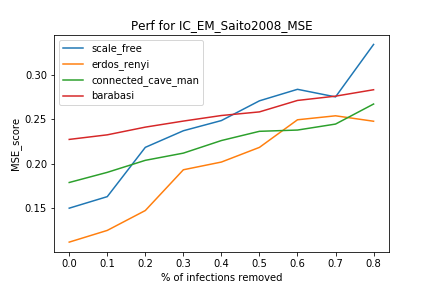 Perf for IC_EM_Saito2008_MSE
scale_free
erdos_renyi
connected_cave_man
barabasi
MSE_score
0.30
0.25
0.20
0.15
0.0 0.1 0.2 0.3 0.4 0.5 0.6 0.7 0.8
% of infections removed